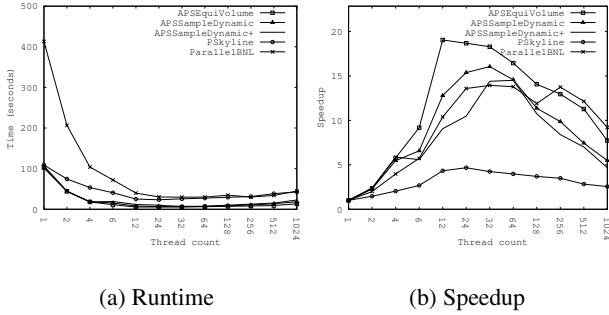 500
400
300
200
100
0
Time (seconds)
1
2
4
6
12
24
32
64
128
256
512
1024
Thread count
APSEquiVolume
APSSampleDynamic
APSSampleDynamic+
PSkyline
ParallelBNL
(a) Runtime
20
15
10
5
0
Speedup
1
2
4
6
12
24
32
64
128
256
512
1024
Thread count
APSEquiVolume
APSSampleDynamic
APSSampleDynamic+
PSkyline
ParallelBNL
(b) Speedup